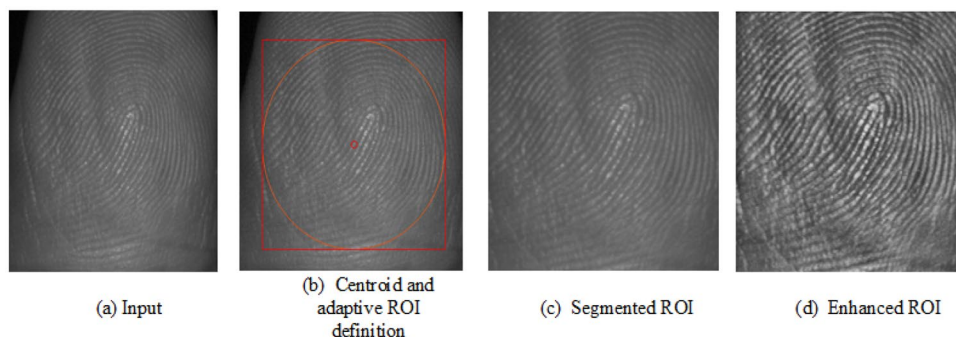 (a) Input
(b) Centroid and
adaptive ROI
definition
(c) Segmented ROI
(d) Enhanced ROI